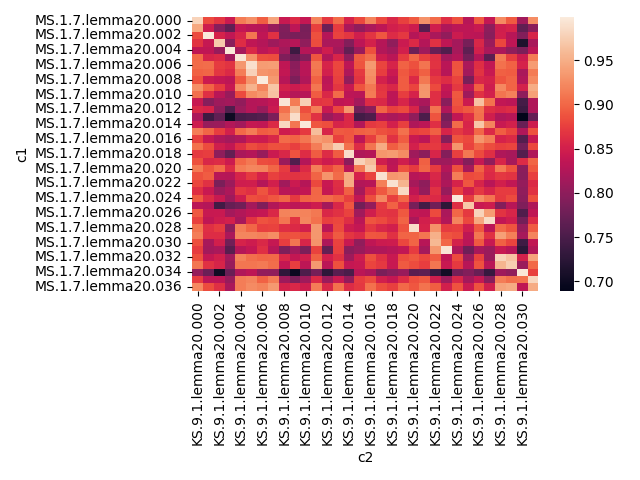 MS.1.7.lemma20.000
MS.1.7.lemma20.002
MS.1.7.lemma20.004
MS.1.7.lemma20.006
MS.1.7.lemma20.008
MS.1.7.lemma20.010
MS.1.7.lemma20.012
MS.1.7.lemma20.014
MS.1.7.lemma20.016
MS.1.7.lemma20.018
MS.1.7.lemma20.020
MS.1.7.lemma20.022
MS.1.7.lemma20.024
MS.1.7.lemma20.026
MS.1.7.lemma20.028
MS.1.7.lemma20.030
MS.1.7.lemma20.032
MS.1.7.lemma20.034
MS.1.7.lemma20.036
c1
KS.9.1.lemma20.000
KS.9.1.lemma20.002
KS.9.1.lemma20.004
KS.9.1.lemma20.006
KS.9.1.lemma20.008
KS.9.1.lemma20.010
KS.9.1.lemma20.012
KS.9.1.lemma20.014
KS.9.1.lemma20.016
KS.9.1.lemma20.018
KS.9.1.lemma20.020
KS.9.1.lemma20.022
KS.9.1.lemma20.024
KS.9.1.lemma20.026
KS.9.1.lemma20.028
KS.9.1.lemma20.030
c2
0.95
0.90
0.85
0.80
0.75
0.70